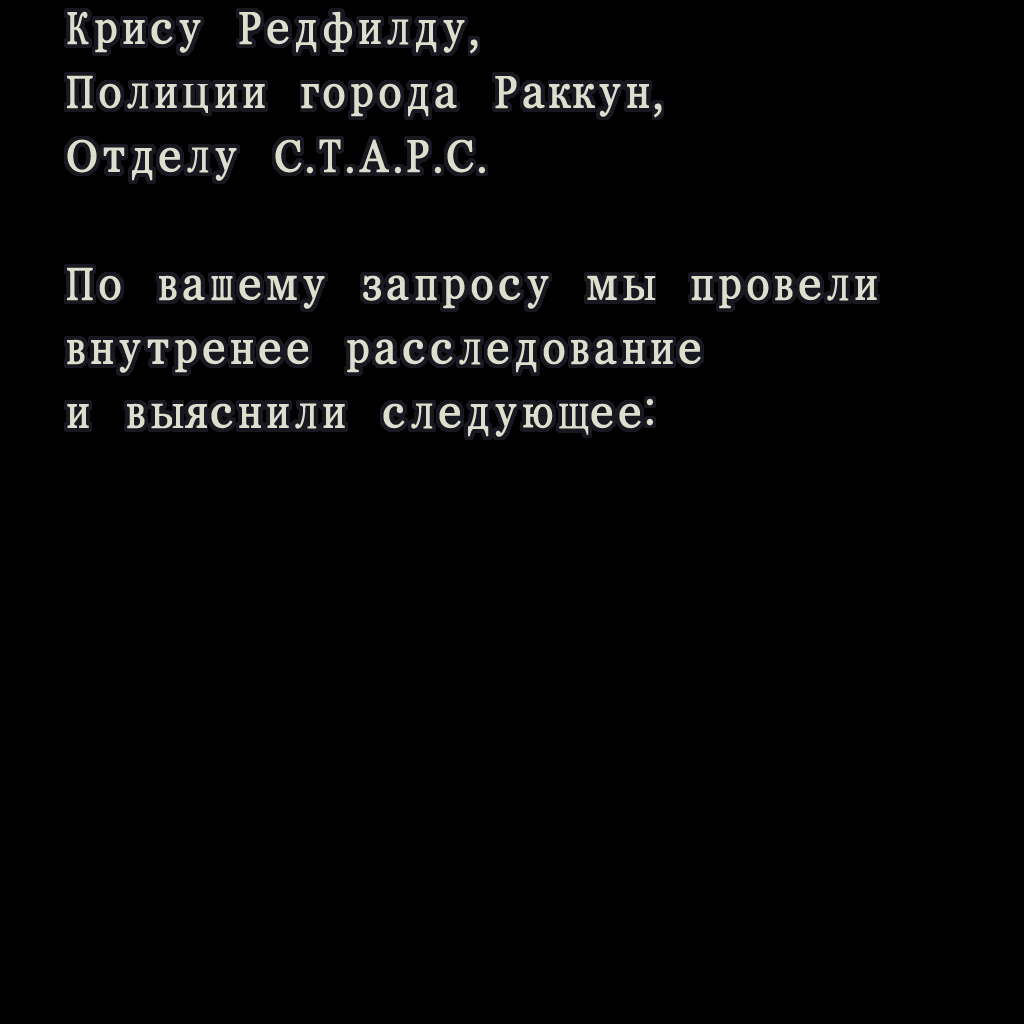 Крису Редфилду,
Полиции города Раккун,
Отделу С.Т.А.Р.С.
По вашему запросу мы провели
внутренее расследование
и выяснили следующее: